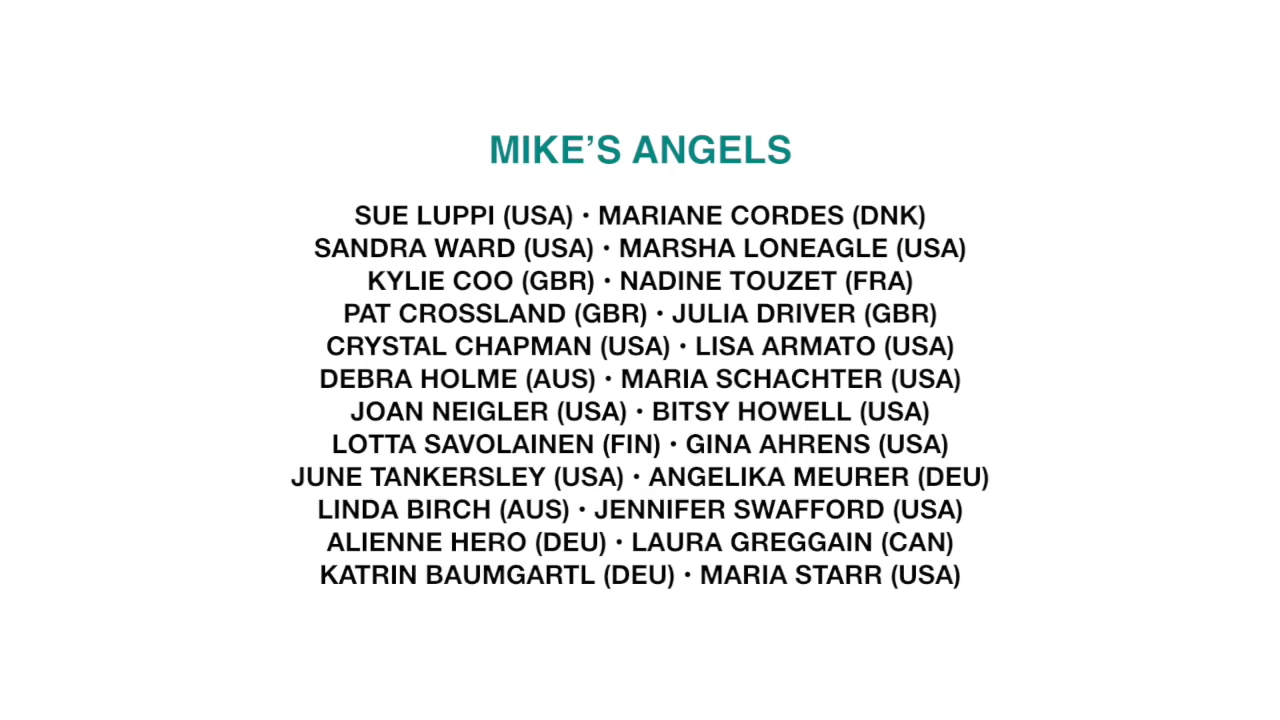 MIKE’S ANGELS
SUE LUPPI (USA) • MARIANE CORDES (DNK)
SANDRA WARD (USA) • MARSHA LONEAGLE (USA)
KYLIE COO (GBR) • NADINE TOUZET (FRA)
PAT CROSSLAND (GBR) • JULIA DRIVER (GBR)
CRYSTAL CHAPMAN (USA) • LISA ARMATO (USA)
DEBRA HOLME (AUS) • MARIA SCHACHTER (USA)
JOAN NEIGLER (USA) • BITSY HOWELL (USA)
LOTTA SAVOLAINEN (FIN) • GINA AHRENS (USA)
JUNE TANKERSLEY (USA) • ANGELIKA MEURER (DEU)
LINDA BIRCH (AUS) • JENNIFER SWAFFORD (USA)
ALIENNE HERO (DEU) • LAURA GREGGAIN (CAN)
KATRIN BAUMGARTL (DEU) • MARIA STARR (USA)